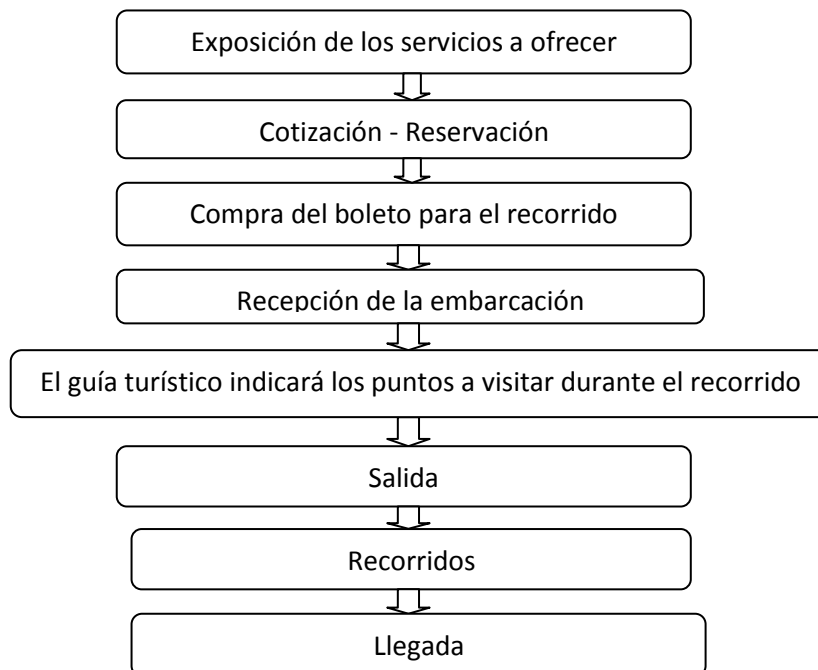 Exposición de los servicios a ofrecer
Cotización - Reservación
Compra del boleto para el recorrido
Recepción de la embarcación
El guía turístico indicará los puntos a visitar durante el recorrido
Salida
Recorridos
Llegada